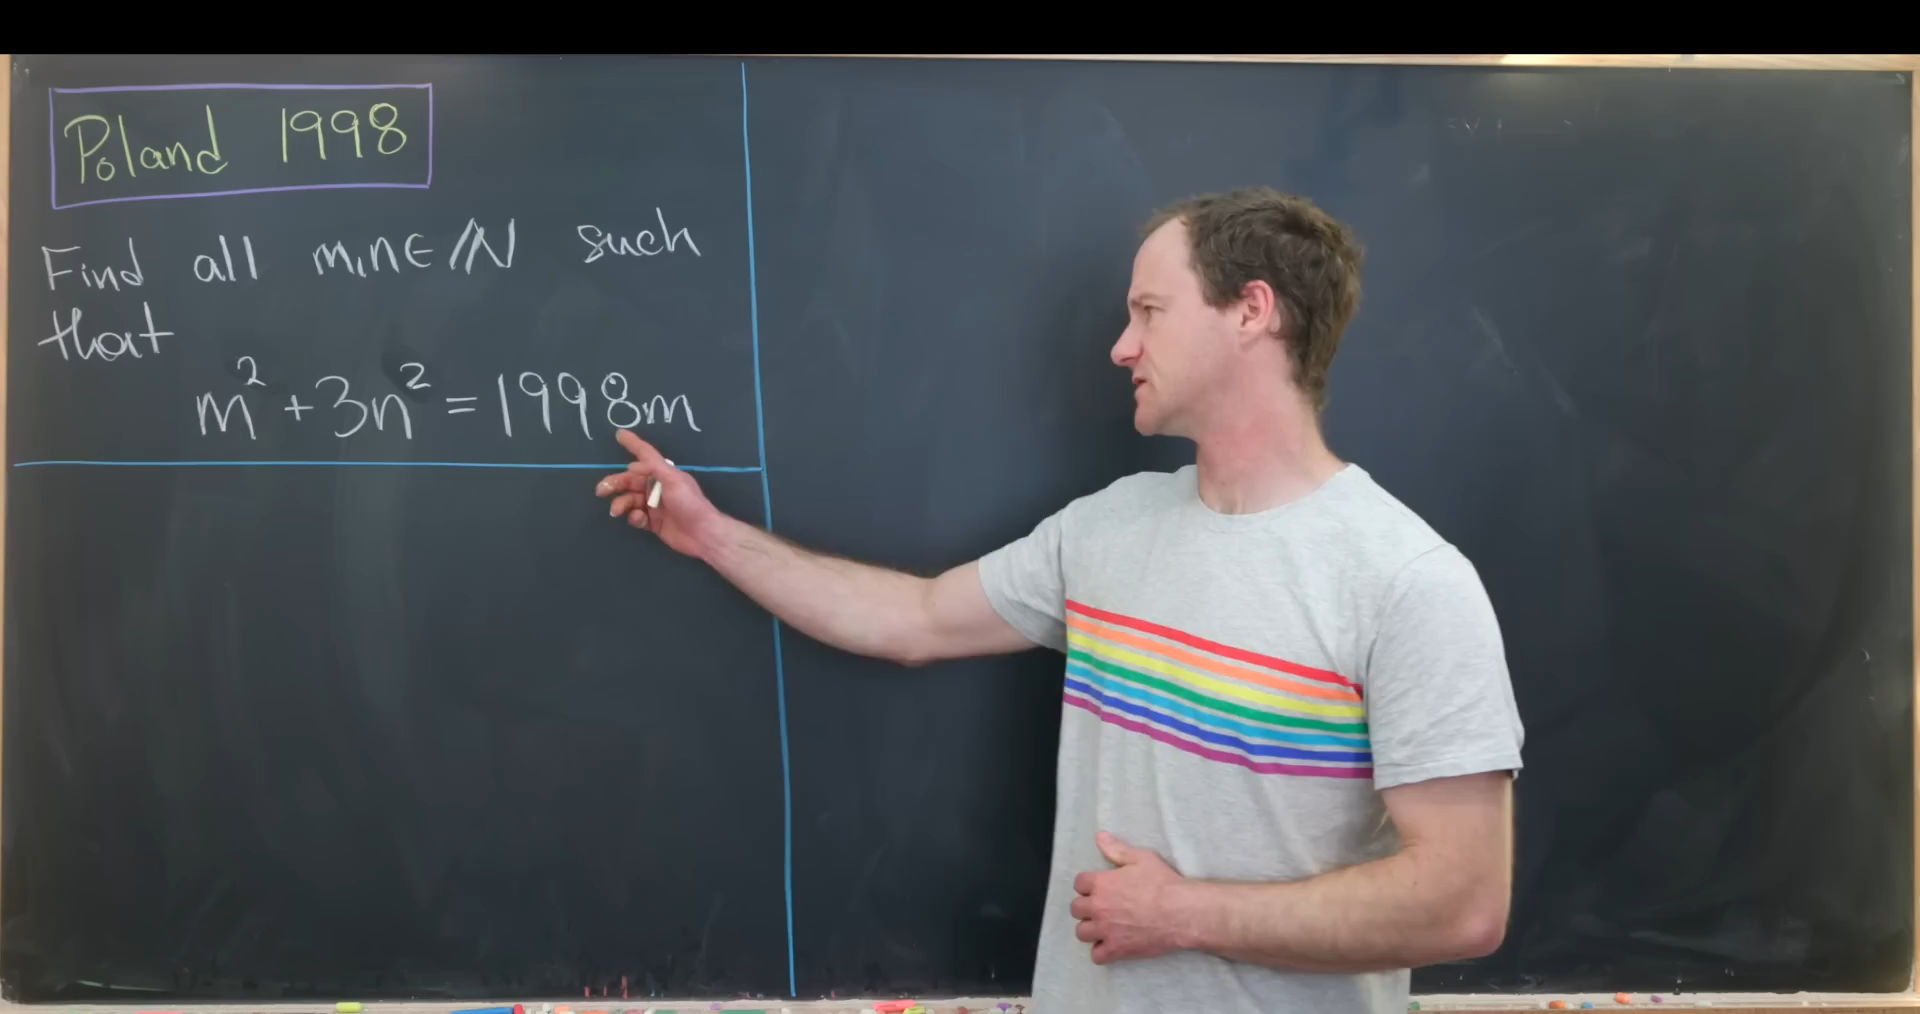 Poland 1998
Find all m,n∈ℕ such
that
m² + 3n² = 1998m